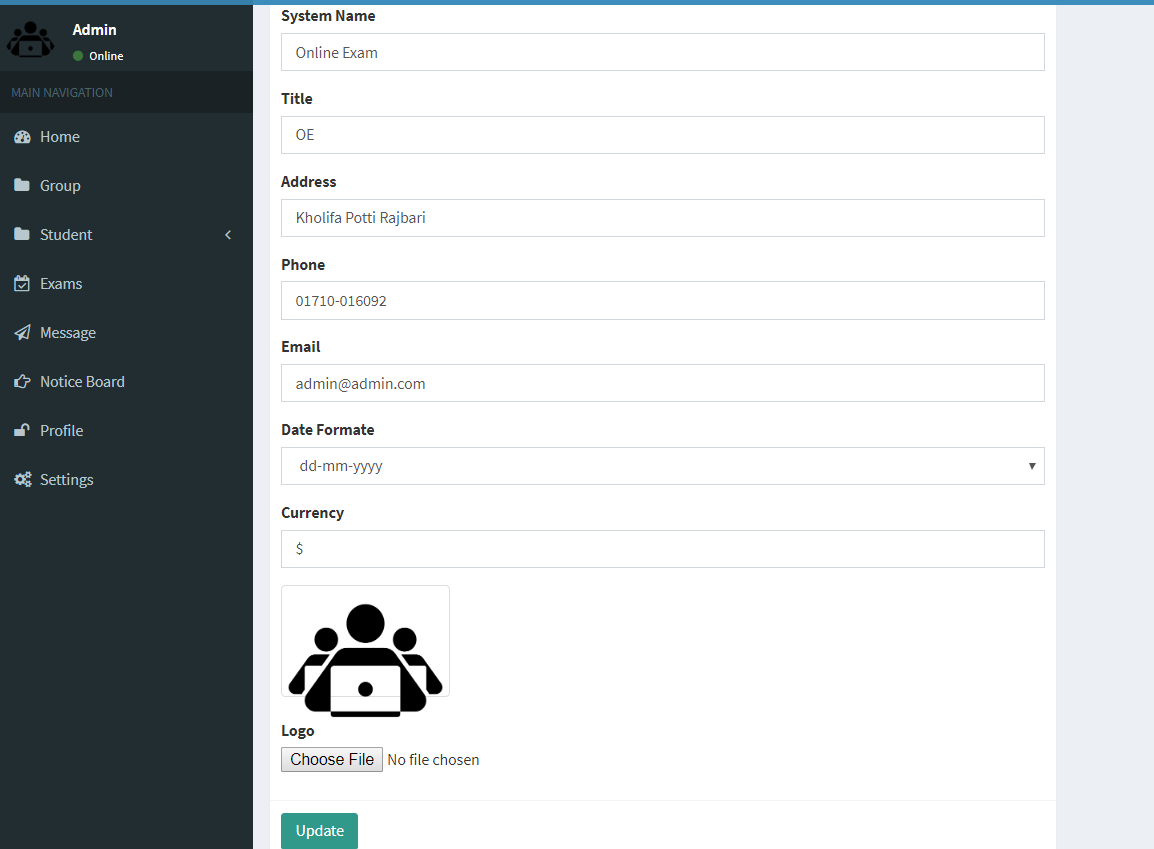 Admin
Online
MAIN NAVIGATION
Home
Group
Student
Exams
Message
Notice Board
Profile
Settings
System Name
Online Exam
Title
OE
Address
Kholifa Potti Rajbari
Phone
01710-016092
Email
admin@admin.com
Date Formate
dd-mm-yyyy
Currency
$
Logo
Choose File No file chosen
Update